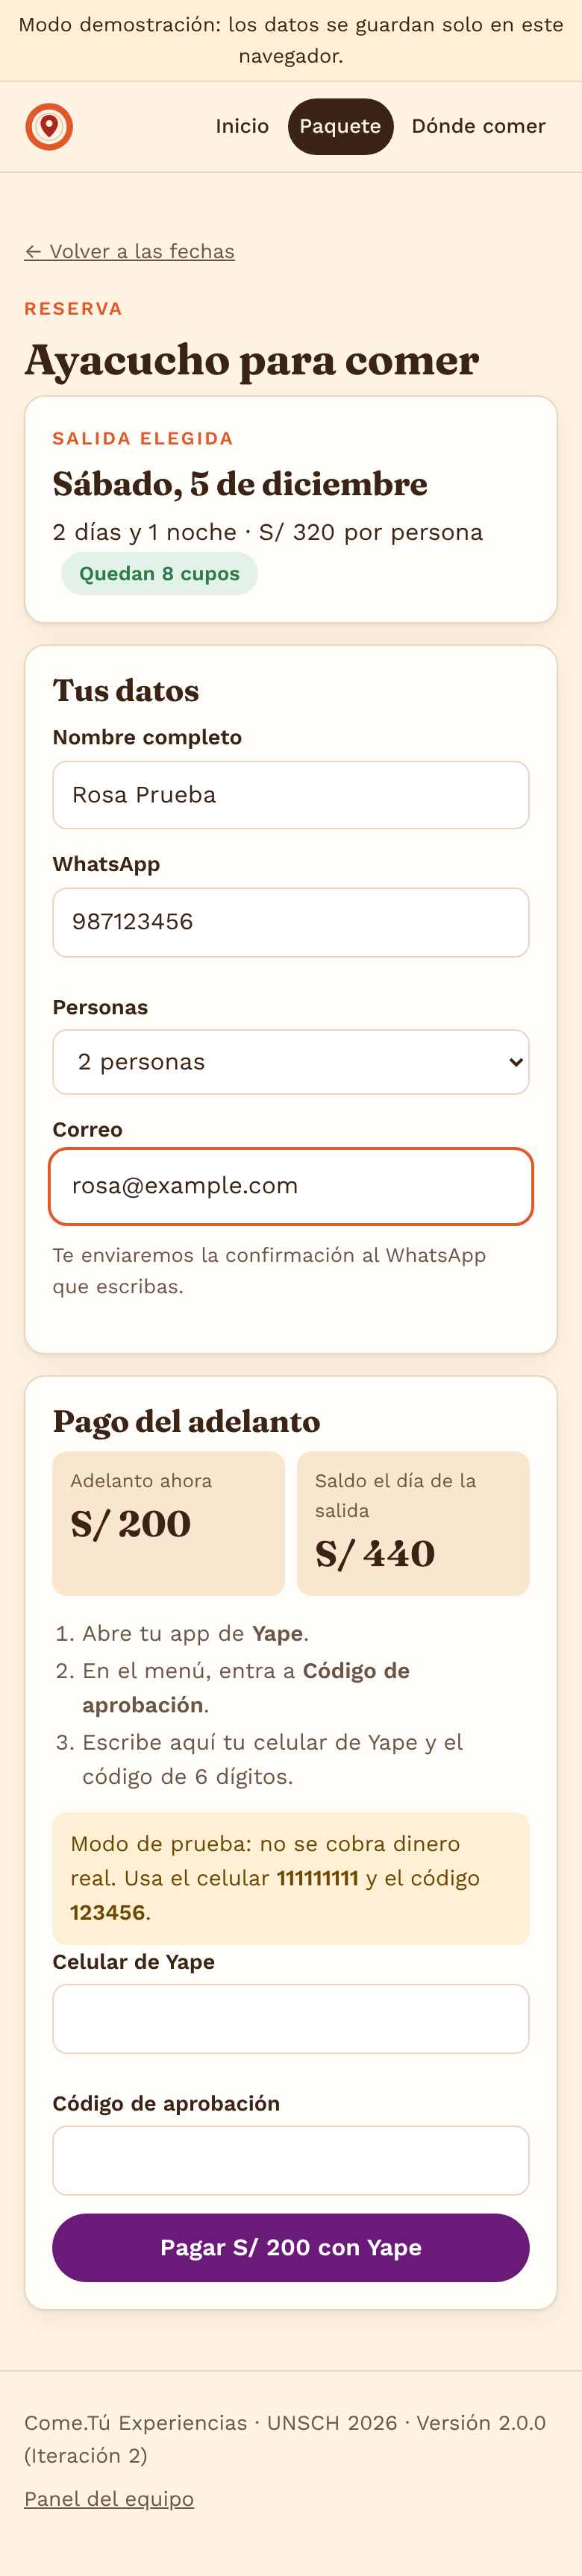 Modo demostración: los datos se guardan solo en este
navegador.
Inicio
Paquete
Dónde comer
← Volver a las fechas
RESERVA
Ayacucho para comer
SALIDA ELEGIDA
Sábado, 5 de diciembre
2 días y 1 noche · S/ 320 por persona
Quedan 8 cupos
Tus datos
Nombre completo
Rosa Prueba
WhatsApp
987123456
Personas
2 personas
Correo
rosa@example.com
Te enviaremos la confirmación al WhatsApp
que escribas.
Pago del adelanto
Adelanto ahora
S/ 200
Saldo el día de la
salida
S/ 440
1. Abre tu app de Yape.
2. En el menú, entra a Código de
aprobación.
3. Escribe aquí tu celular de Yape y el
código de 6 dígitos.
Modo de prueba: no se cobra dinero
real. Usa el celular 111111111 y el código
123456.
Celular de Yape
Código de aprobación
Pagar S/ 200 con Yape
Come.Tú Experiencias · UNSCH 2026 · Versión 2.0.0
(Iteración 2)
Panel del equipo